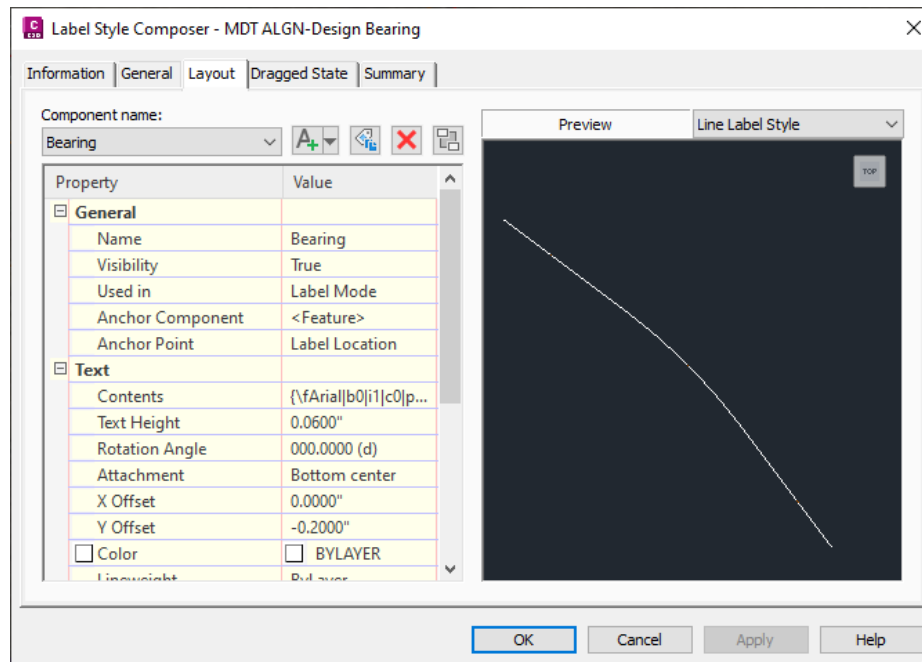 C
C3D
Label Style Composer - MDT ALGN-Design Bearing
Information General Layout Dragged State Summary
Component name:
Bearing
Preview Line Label Style
TOP
Property Value
General
Name Bearing
Visibility True
Used in Label Mode
Anchor Component <Feature>
Anchor Point Label Location
Text
Contents {\fArial|b0|i1|c0|p...
Text Height 0.0600"
Rotation Angle 000.0000 (d)
Attachment Bottom center
X Offset 0.0000"
Y Offset -0.2000"
Color BYLAYER
Lineweight ByLayer
OK Cancel Apply Help